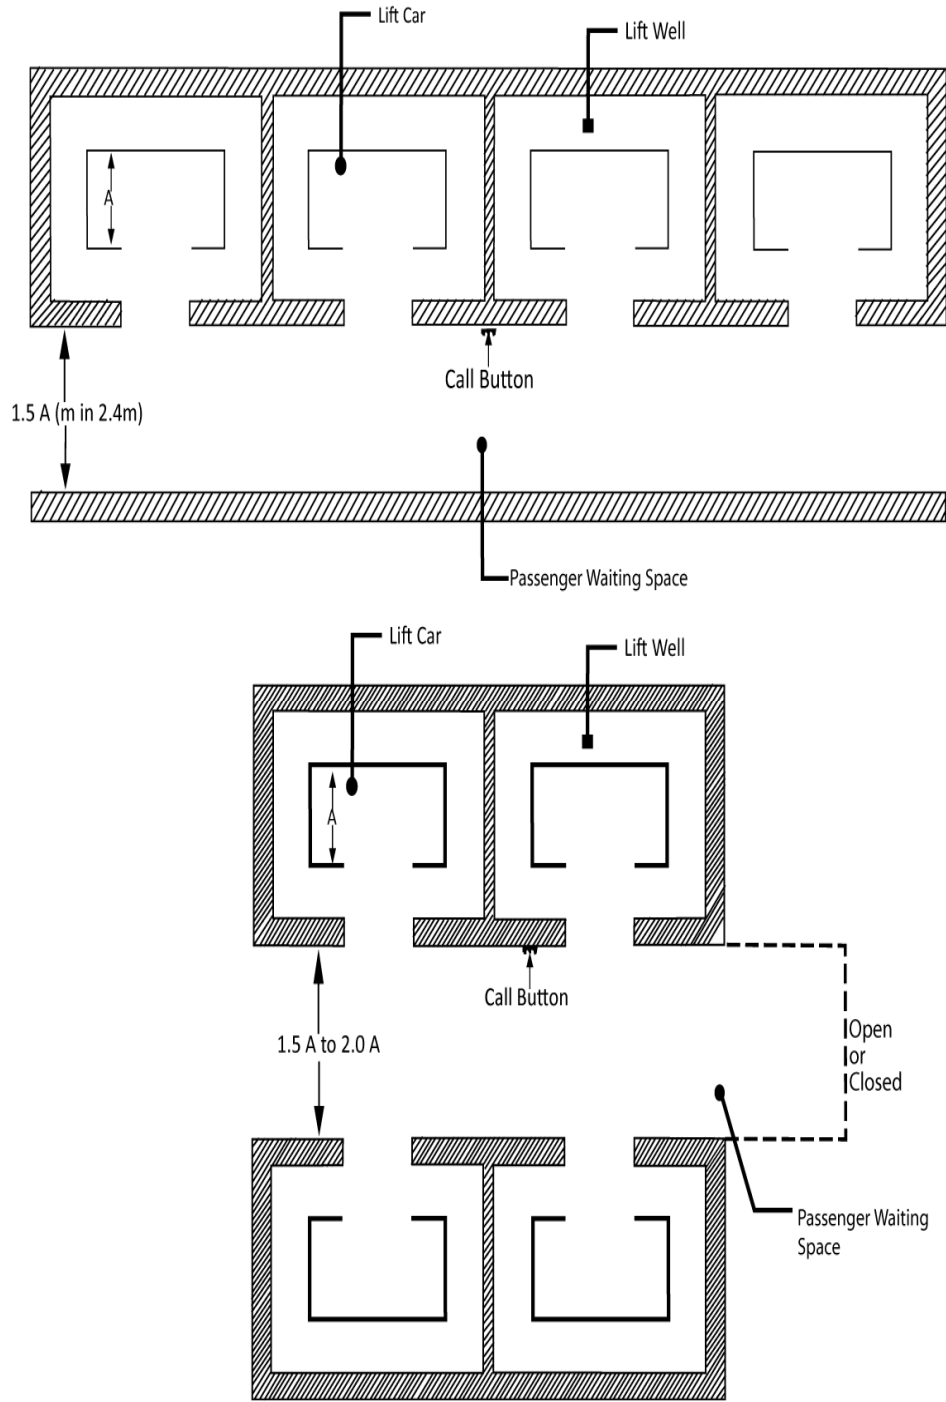 Lift Car
Lift Well
A
Call Button
1.5 A (m in 2.4m)
Passenger Waiting Space
Lift Car
Lift Well
A
Call Button
1.5 A to 2.0 A
Open
or
Closed
Passenger Waiting
Space